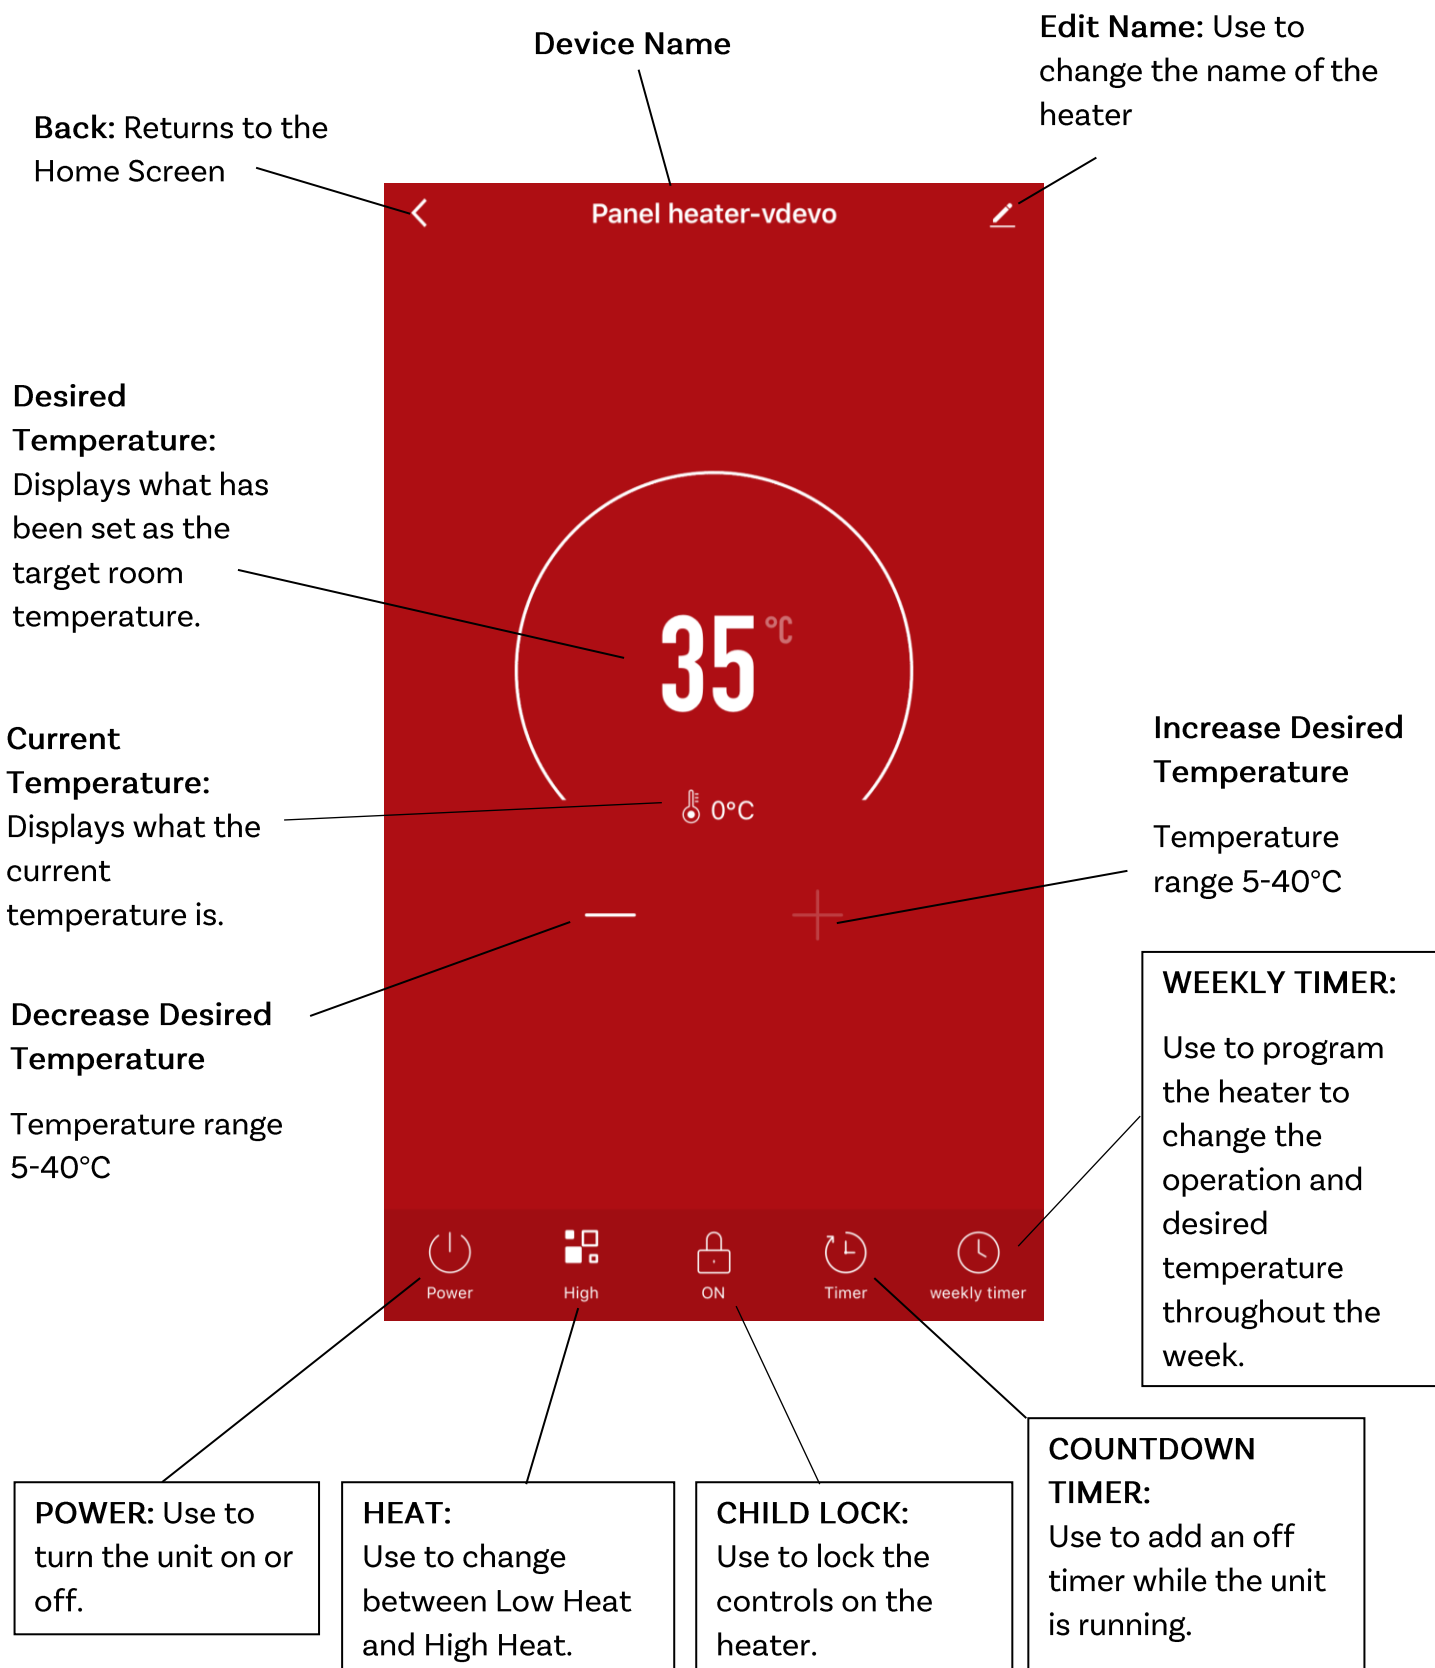 Device Name
Edit Name: Use to
change the name of the
heater
Back: Returns to the
Home Screen
Panel heater-vdevo
Desired
Temperature:
Displays what has
been set as the
target room
temperature.
35 °C
Current
Temperature:
Displays what the
current
temperature is.
0°C
Increase Desired
Temperature
Temperature
range 5-40°C
Decrease Desired
Temperature
Temperature range
5-40°C
WEEKLY TIMER:
Use to program
the heater to
change the
operation and
desired
temperature
throughout the
week.
Power
High
ON
Timer
weekly timer
POWER: Use to
turn the unit on or
off.
HEAT:
Use to change
between Low Heat
and High Heat.
CHILD LOCK:
Use to lock the
controls on the
heater.
COUNTDOWN
TIMER:
Use to add an off
timer while the unit
is running.